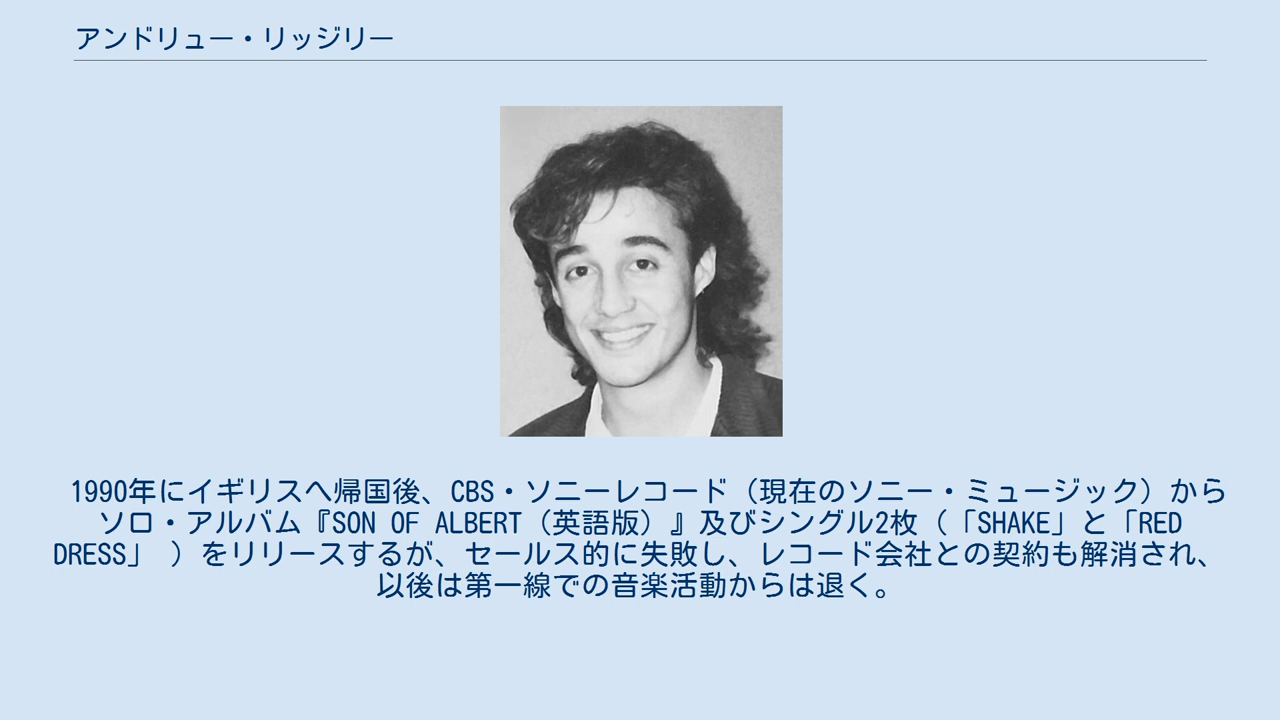 アンドリュー・リッジリー
1990年にイギリスへ帰国後、CBS・ソニーレコード（現在のソニー・ミュージック）から
ソロ・アルバム『SON OF ALBERT（英語版）』及びシングル2枚（「SHAKE」と「RED
DRESS」 ）をリリースするが、セールス的に失敗し、レコード会社との契約も解消され、
以後は第一線での音楽活動からは退く。